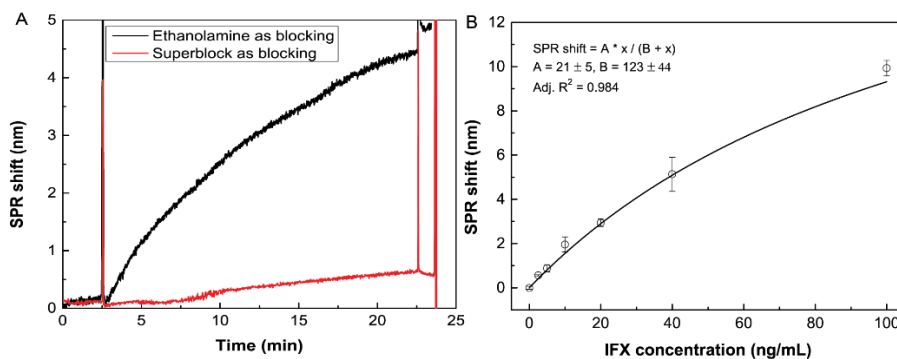 A
Ethanolamine as blocking
Superblock as blocking
SPR shift (nm)
5
4
3
2
1
0
0 5 10 15 20 25
Time (min)
B
SPR shift = A * x / (B + x)
A = 21 ± 5, B = 123 ± 44
Adj. R² = 0.984
SPR shift (nm)
12
10
8
6
4
2
0
0 20 40 60 80 100
IFX concentration (ng/mL)